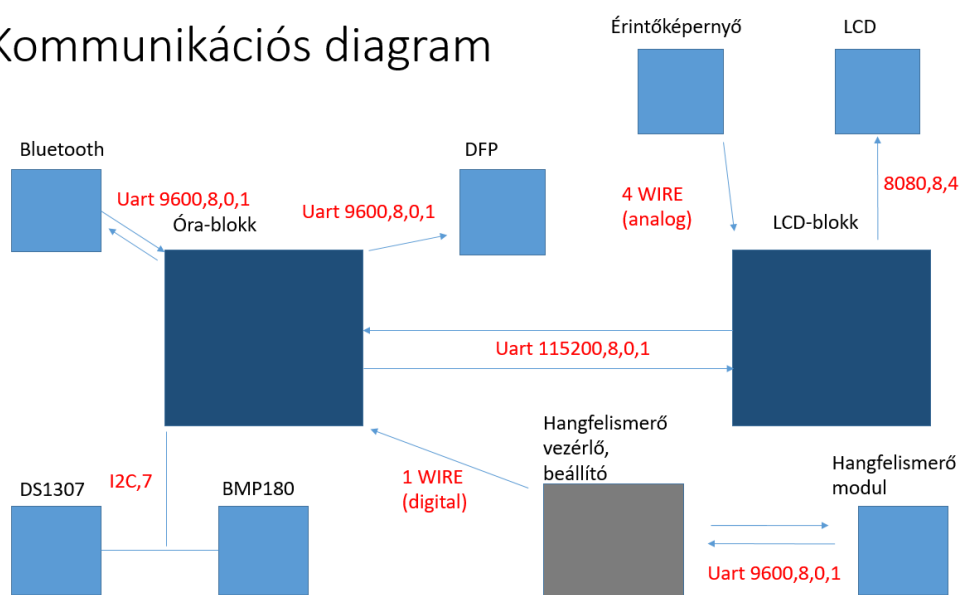 Kommunikációs diagram
Érintőképernyő
LCD
Bluetooth
DFP
Uart 9600,8,0,1
Uart 9600,8,0,1
4 WIRE
(analog)
8080,8,4
Óra-blokk
LCD-blokk
Uart 115200,8,0,1
Hangfelismerő
vezérlő,
beállító
Hangfelismerő
modul
DS1307
I2C,7
BMP180
1 WIRE
(digital)
Uart 9600,8,0,1